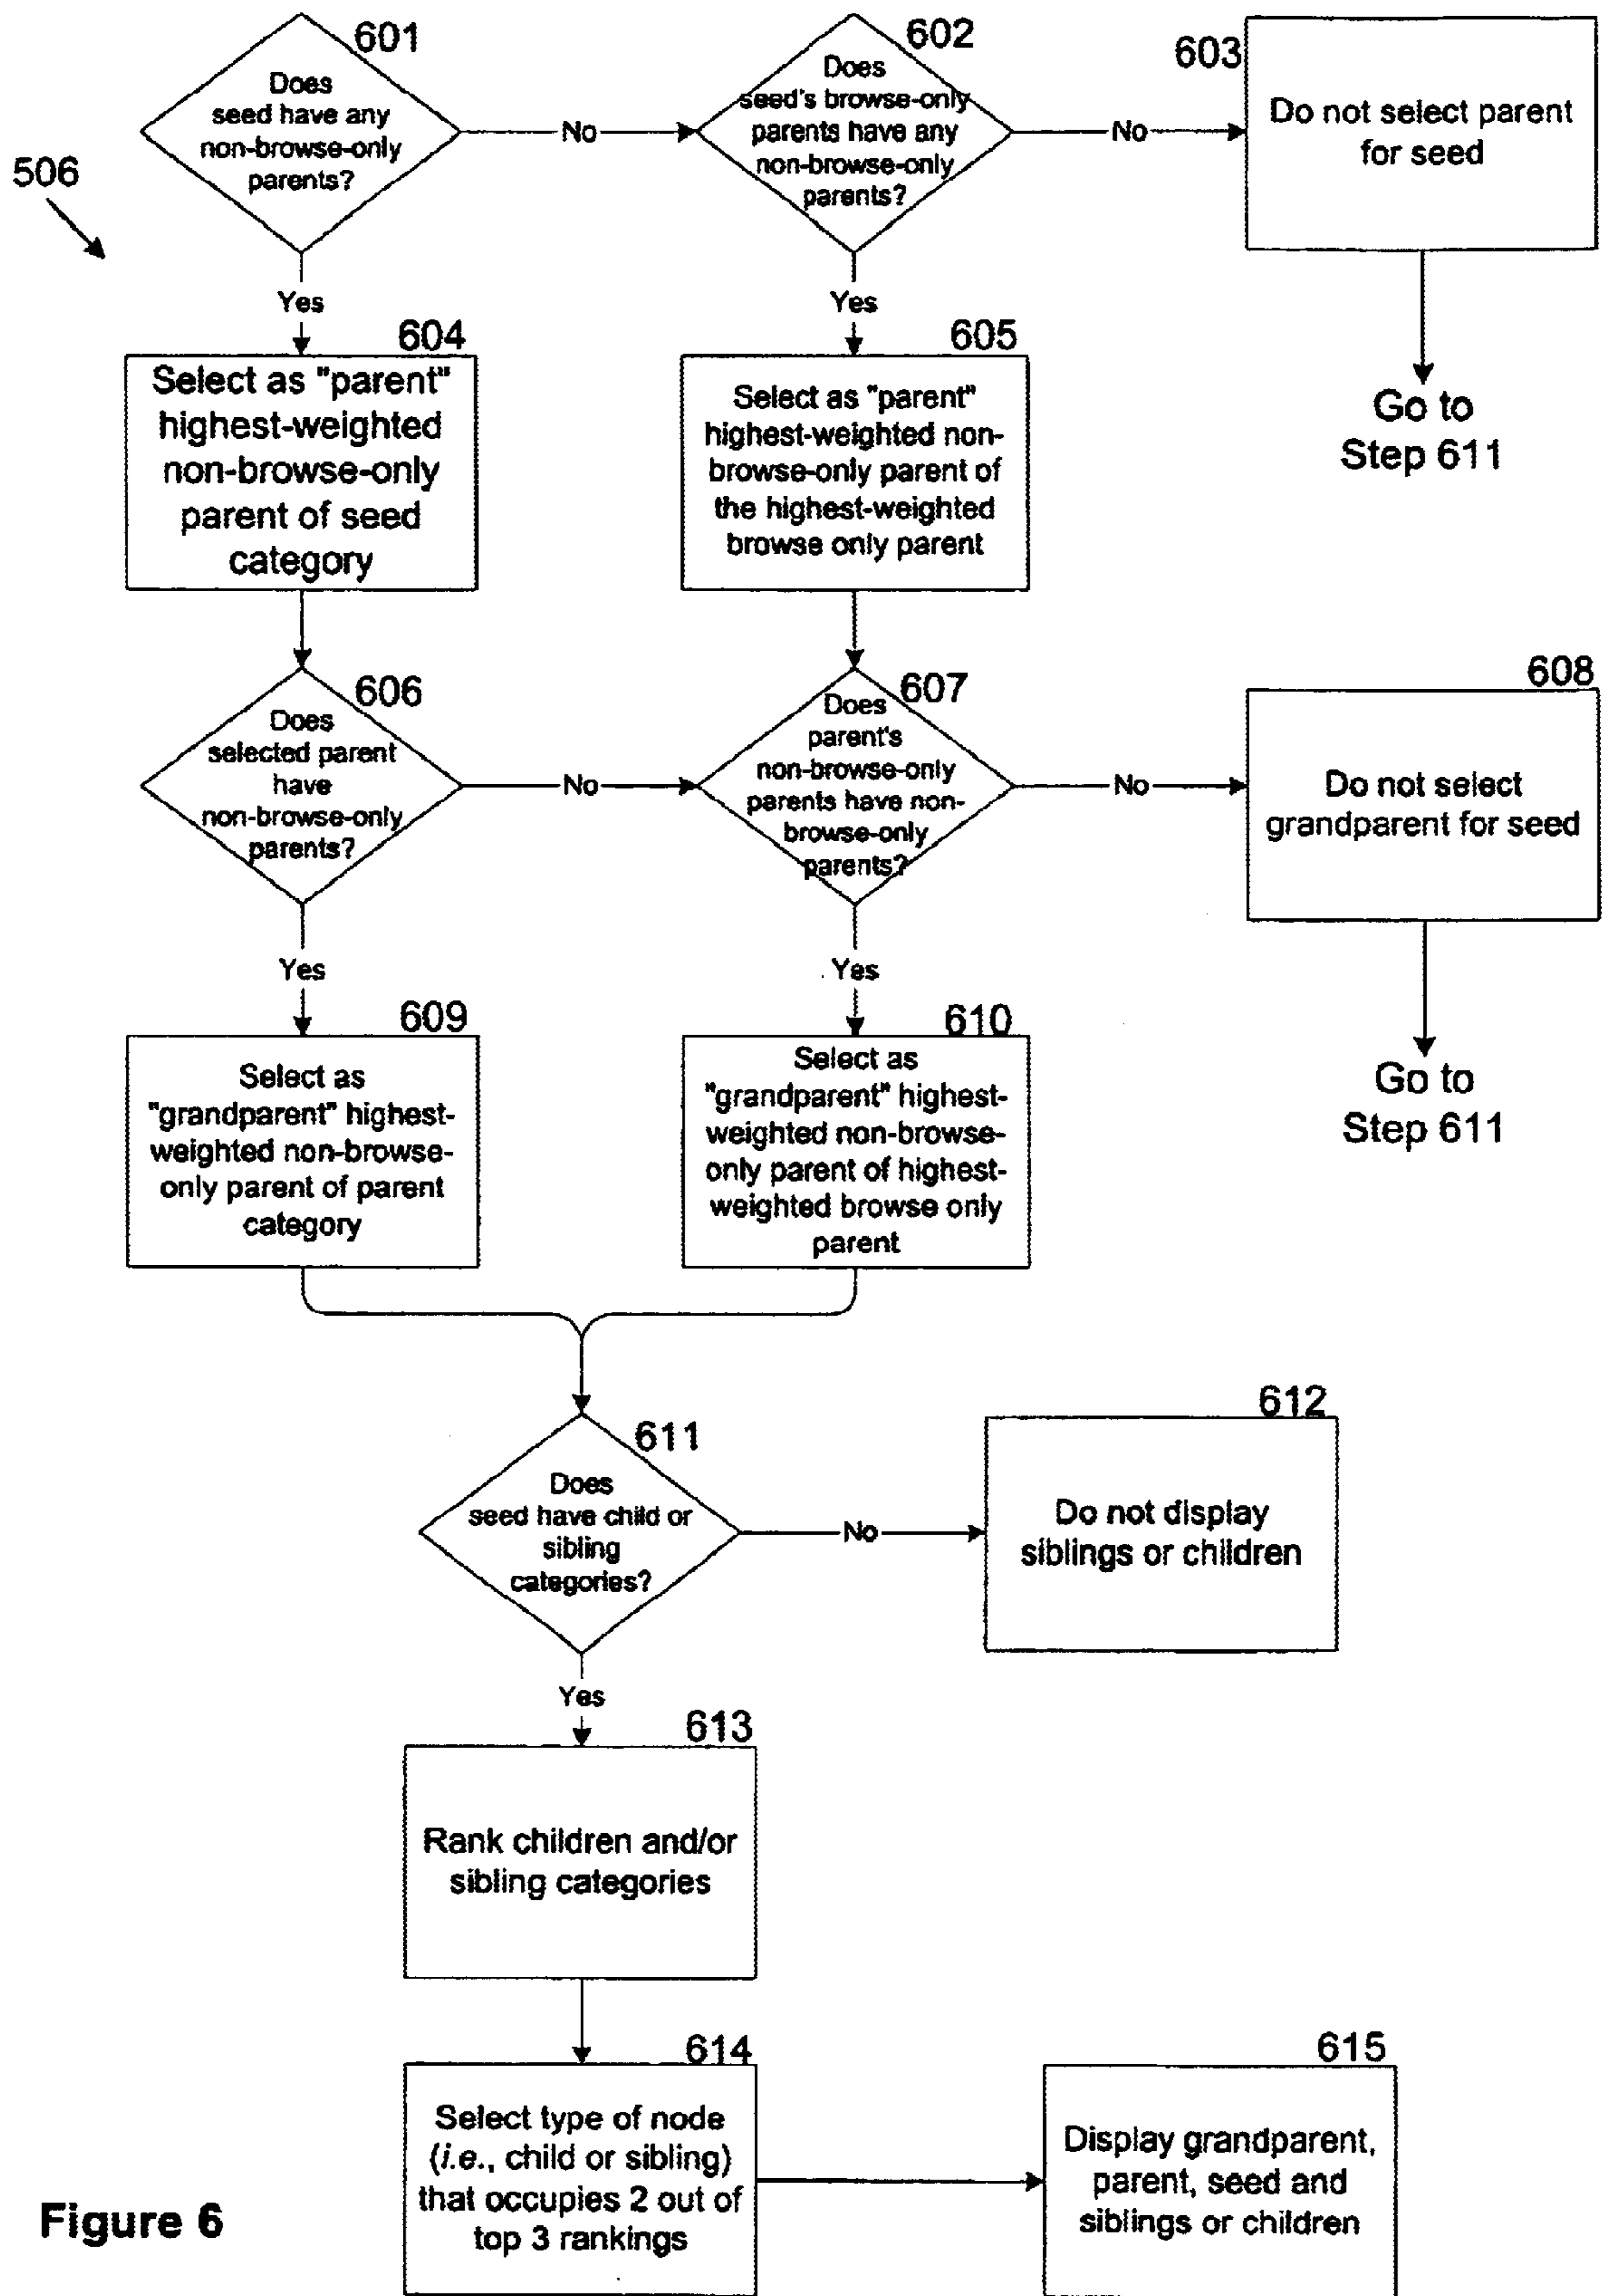 601
Does
seed have any
non-browse-only
parents?
No
602
Does
seed's browse-only
parents have any
non-browse-only
parents?
No
603
Do not select parent
for seed
506
Yes
Yes
Go to
Step 611
604
Select as "parent"
highest-weighted
non-browse-only
parent of seed
category
605
Select as "parent"
highest-weighted non-
browse-only parent of
the highest-weighted
browse only parent
606
Does
selected parent
have
non-browse-only
parents?
No
607
Does
parent's
non-browse-only
parents have non-
browse-only
parents?
No
608
Do not select
grandparent for seed
Yes
Yes
Go to
Step 611
609
Select as
"grandparent" highest-
weighted non-browse-
only parent of parent
category
610
Select as
"grandparent" highest-
weighted non-browse-
only parent of highest-
weighted browse only
parent
611
Does
seed have child or
sibling
categories?
No
612
Do not display
siblings or children
Yes
613
Rank children and/or
sibling categories
614
Select type of node
(i.e., child or sibling)
that occupies 2 out of
top 3 rankings
615
Display grandparent,
parent, seed and
siblings or children
Figure 6